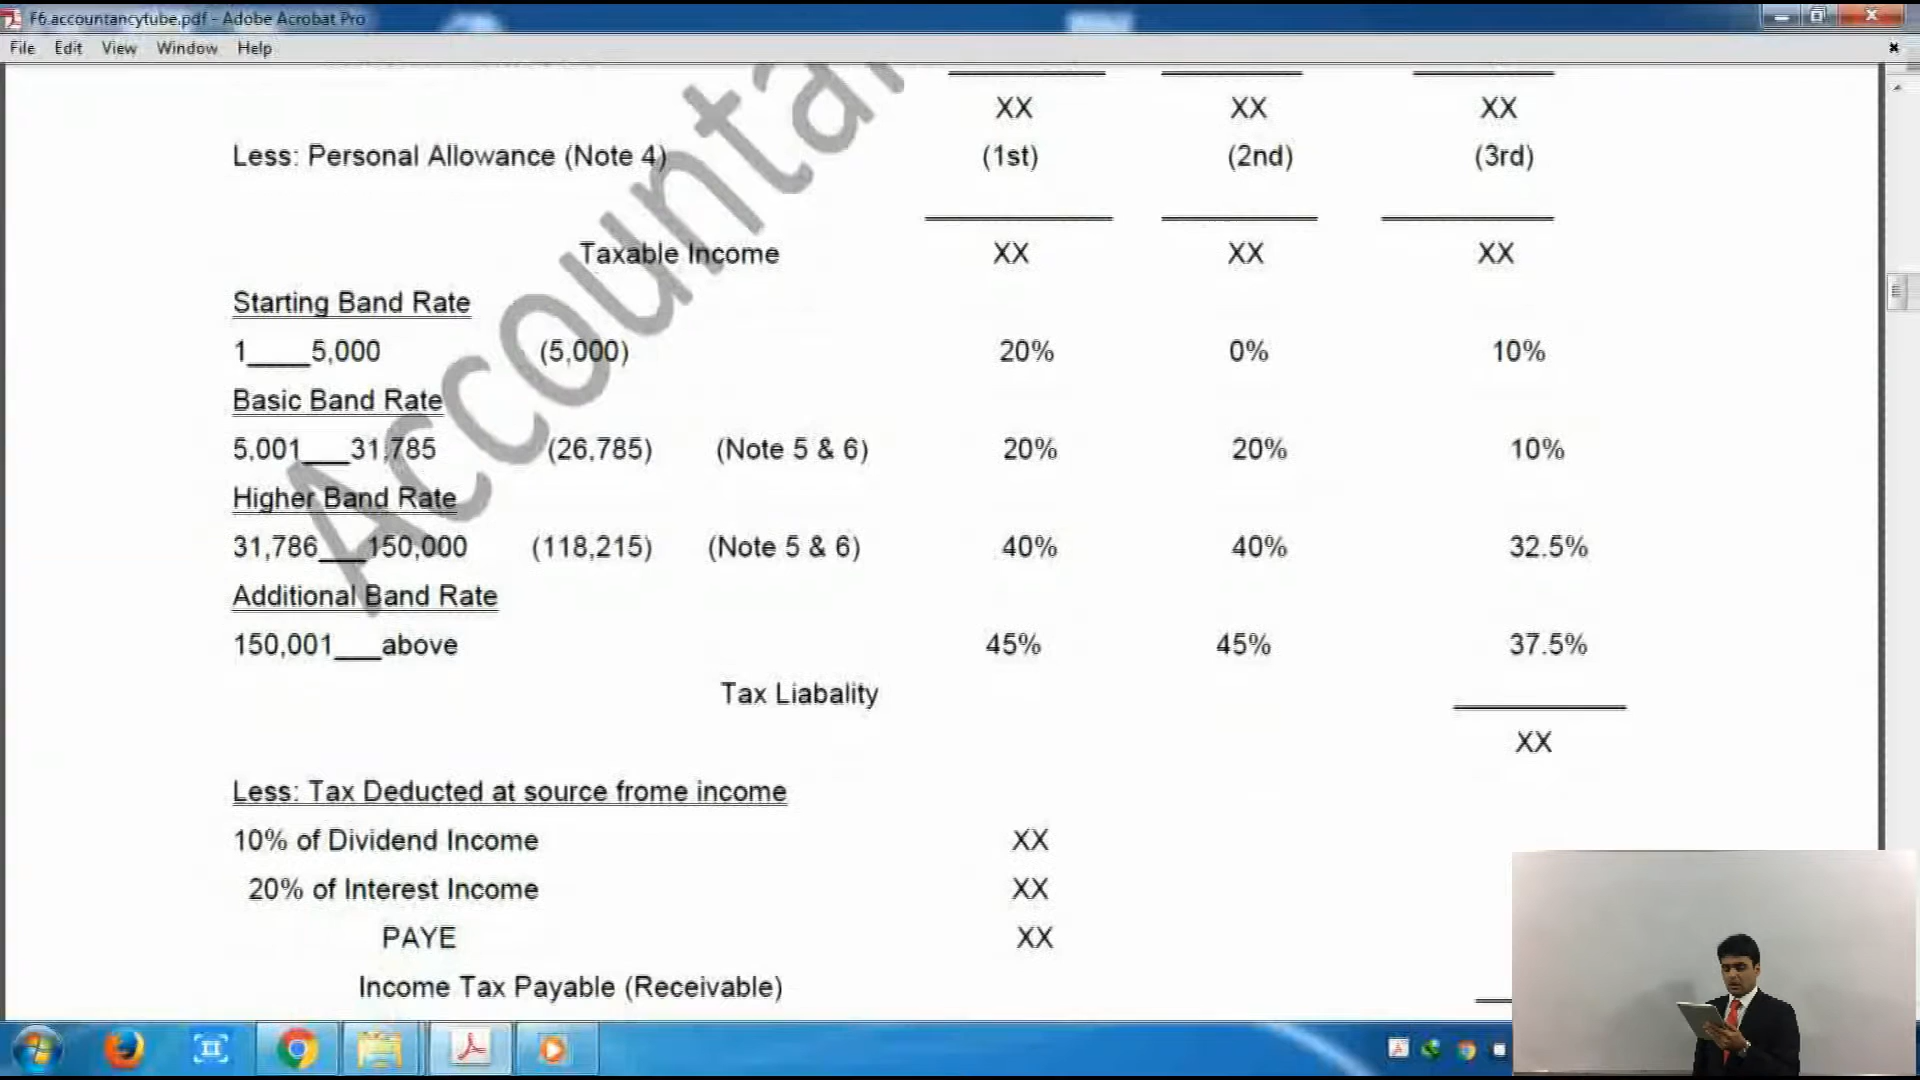 F6.accountancytube.pdf - Adobe Acrobat Pro
File Edit View Window Help
XX XX XX
Less: Personal Allowance (Note 4) (1st) (2nd) (3rd)
Taxable Income XX XX XX
Starting Band Rate
1____5,000 (5,000) 20% 0% 10%
Basic Band Rate
5,001___31,785 (26,785) (Note 5 & 6) 20% 20% 10%
Higher Band Rate
31,786___150,000 (118,215) (Note 5 & 6) 40% 40% 32.5%
Additional Band Rate
150,001___above 45% 45% 37.5%
Tax Liabality
XX
Less: Tax Deducted at source frome income
10% of Dividend Income XX
20% of Interest Income XX
PAYE XX
Income Tax Payable (Receivable)